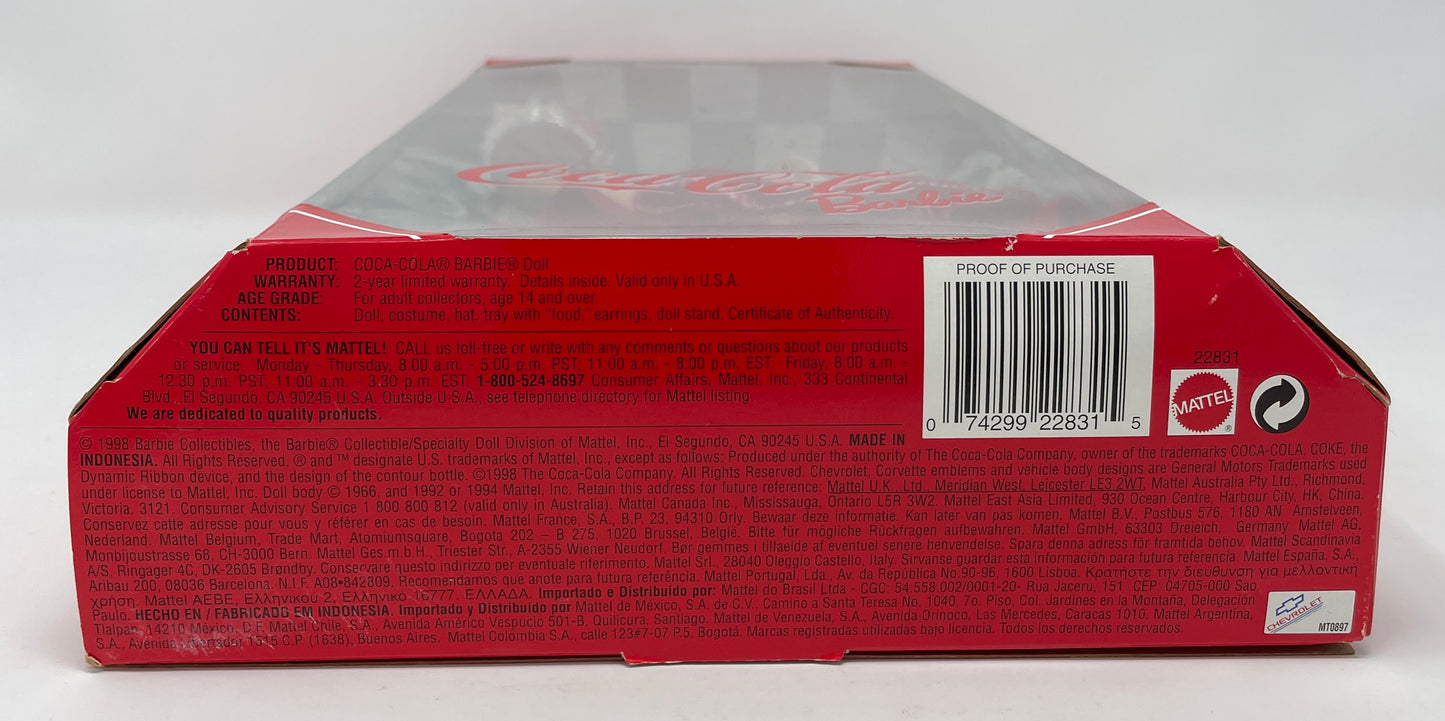 Coca-Cola
Barbie
PRODUCT: COCA-COLA® BARBIE® Doll
WARRANTY: 2-year limited warranty. Details inside. Valid only in U.S.A.
AGE GRADE: For adult collectors, age 14 and over
CONTENTS: Doll, costume, hat, tray with "food," earrings, doll stand, Certificate of Authenticity.
YOU CAN TELL IT'S MATTEL! CALL us toll-free or write with any comments or questions about our products
or service. Monday - Thursday, 8:00 a.m. - 5:00 p.m. PST; 11:00 a.m. - 8:00 p.m. EST. Friday, 8:00 a.m. -
12:30 p.m. PST; 11:00 a.m. - 3:30 p.m. EST. 1-800-524-8697 Consumer Affairs, Mattel, Inc., 333 Continental
Blvd., El Segundo, CA 90245 U.S.A. Outside U.S.A., see telephone directory for Mattel listing.
We are dedicated to quality products.
PROOF OF PURCHASE
0 74299 22831 5
22831
MATTEL®
© 1998 Barbie Collectibles, the Barbie® Collectible/Specialty Doll Division of Mattel, Inc., El Segundo, CA 90245 U.S.A. MADE IN
INDONESIA. All Rights Reserved. ® and ™ designate U.S. trademarks of Mattel, Inc., except as follows: Produced under the authority of The Coca-Cola Company, owner of the trademarks COCA-COLA, COKE, the
Dynamic Ribbon device, and the design of the contour bottle. ©1998 The Coca-Cola Company. All Rights Reserved. Chevrolet, Corvette emblems and vehicle body designs are General Motors Trademarks used
under license to Mattel, Inc. Doll body © 1966, and 1992 or 1994 Mattel, Inc. Retain this address for future reference: Mattel U.K., Ltd., Meridian West, Leicester LE3 2WT. Mattel Australia Pty Ltd., Richmond,
Victoria. 3121. Consumer Advisory Service 1 800 800 812 (valid only in Australia). Mattel Canada Inc., Mississauga, Ontario L5R 3W2. Mattel East Asia Limited, 930 Ocean Centre, Harbour City, HK, China.
Conservez cette adresse pour vous y référer en cas de besoin. Mattel France, S.A., B.P. 23, 94310 Orly. Bewaar deze informatie. Kan later van pas komen. Mattel B.V., Postbus 576, 1180 AN Amstelveen,
Nederland. Mattel Belgium, Trade Mart, Atomiumsquare, Bogota 202 – B 275, 1020 Brussel, Belgie. Bitte für mögliche Rückfragen aufbewahren. Mattel GmbH, 63303 Dreieich, Germany. Mattel AG,
Monbijoustrasse 68, CH-3000 Bern. Mattel Ges.m.b.H., Triester Str., A-2355 Wiener Neudorf. Bør gemmes i tilfaelde af eventuel senere henvendelse. Spara denna adress för framtida behov. Mattel Scandinavia
A/S, Ringager 4C, DK-2605 Brøndby. Conservare questo indirizzo per eventuale riferimento. Mattel Srl., 28040 Oleggio Castello, Italy. Sírvanse guardar esta información para futura referencia. Mattel España, S.A.,
Aribau 200, 08036 Barcelona. N.I.F. A08•842809. Recomendamos que anote para futura referência. Mattel Portugal, Lda., Av. da República No.90-96, 1600 Lisboa. Κρατήστε την διεύθυνση για μελλοντική
χρήση. Mattel AEBE, Ελληνικού 2, Ελληνικό, 16777, ΕΛΛΑΔΑ. Importado e Distribuido por: Mattel do Brasil Ltda - CGC: 54.558.002/0001-20- Rua Jaceru, 151 CEP: 04705-000 Sao
Paulo. HECHO EN / FABRICADO EM INDONESIA. Importado y Distribuido por Mattel de México, S.A. de C.V., Camino a Santa Teresa No. 1040, 7o. Piso, Col. Jardines en la Montaña, Delegación
Tlalpan, 14210 México, D.F. Mattel Chile S.A., Avenida Américo Vespucio 501-B, Quilicura, Santiago. Mattel de Venezuela, S.A., Avenida Orinoco, Las Mercedes, Caracas 1010. Mattel Argentina,
S.A., Avenida Libertador 1515 C.P. (1638), Buenos Aires. Mattel Colombia S.A., calle 123#7-07 P.5, Bogotá. Marcas registradas utilizadas bajo licencia. Todos los derechos reservados.
CHEVROLET
MT0897